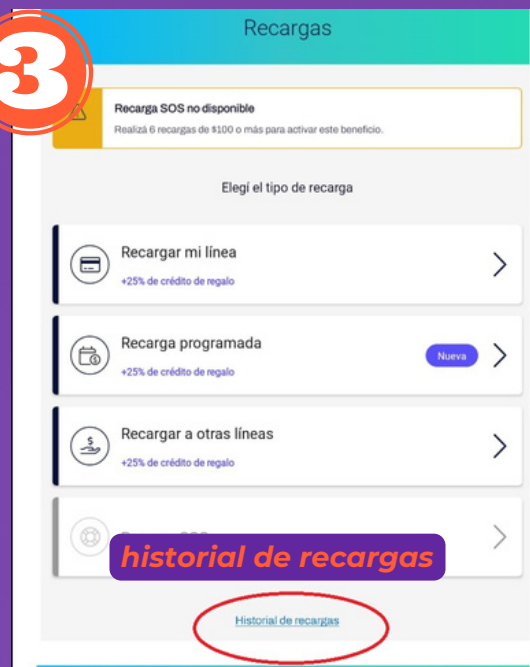 3
Recargas
Recarga SOS no disponible
Realizá 6 recargas de $100 o más para activar este beneficio.
Elegí el tipo de recarga
Recargar mi línea
+25% de crédito de regalo
Recarga programada
+25% de crédito de regalo
Nueva
Recargar a otras líneas
+25% de crédito de regalo
historial de recargas
Historial de recargas